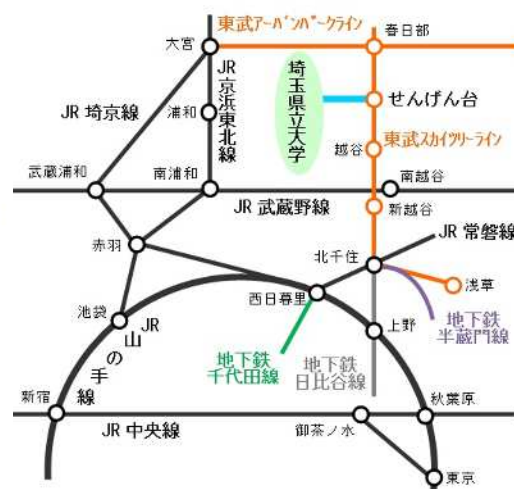 東武アーバンパークライン
大宮
春日部
JR 京浜東北線
埼玉県立大学
JR 埼京線
浦和
せんげん台
越谷
東武スカイツリーライン
武蔵浦和
南浦和
南越谷
JR 武蔵野線
新越谷
赤羽
JR 常磐線
北千住
西日暮里
浅草
池袋
JR 山の手線
上野
地下鉄
半蔵門線
地下鉄
千代田線
地下鉄
日比谷線
新宿
秋葉原
JR 中央線
御茶ノ水
東京